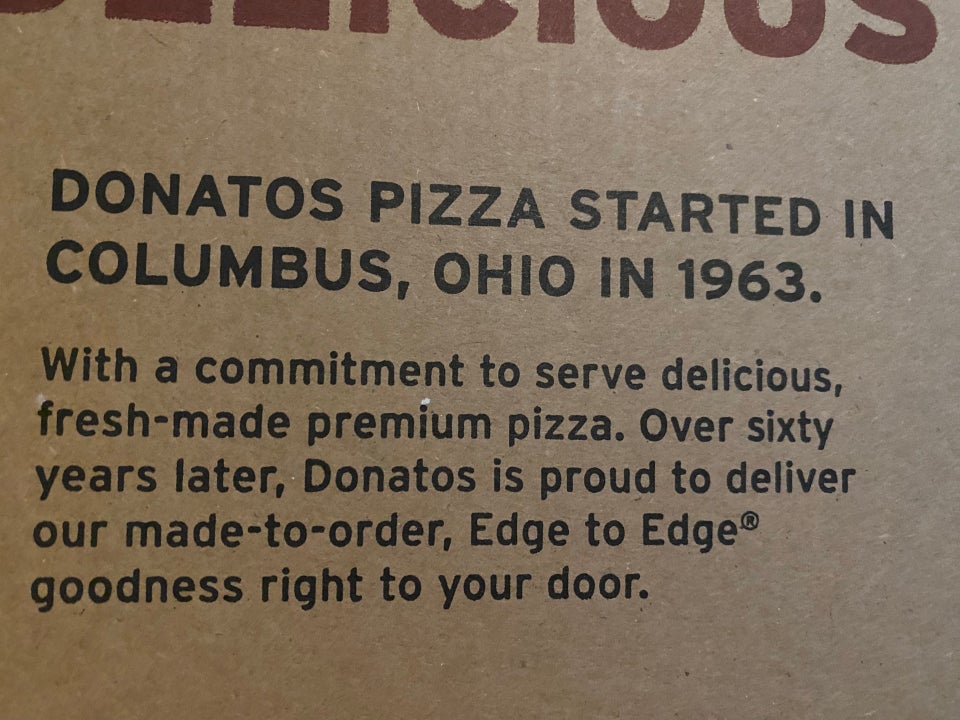 DELICIOUS
DONATOS PIZZA STARTED IN
COLUMBUS, OHIO IN 1963.
With a commitment to serve delicious,
fresh-made premium pizza. Over sixty
years later, Donatos is proud to deliver
our made-to-order, Edge to Edge®
goodness right to your door.